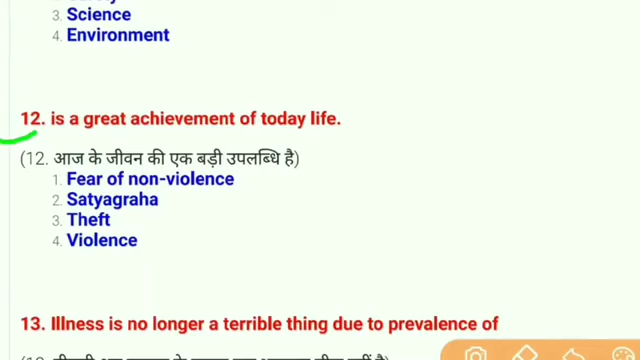 3. Science
4. Environment
12. is a great achievement of today life.
(12. आज के जीवन की एक बड़ी उपलब्धि है)
1. Fear of non-violence
2. Satyagraha
3. Theft
4. Violence
13. Illness is no longer a terrible thing due to prevalence of